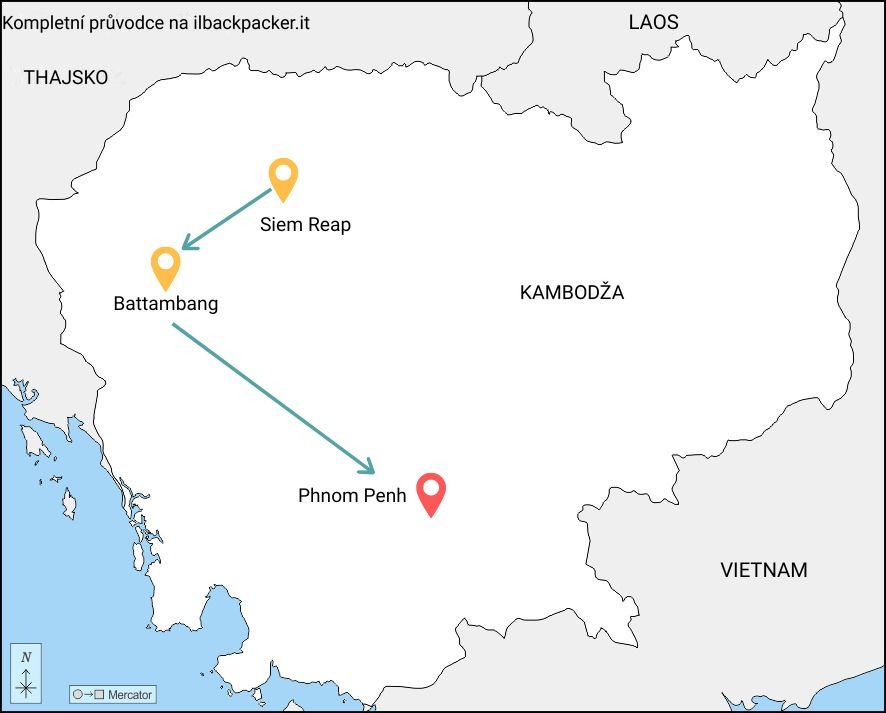 Kompletní průvodce na ilbackpacker.it
LAOS
THAJSKO
Siem Reap
KAMBODŽA
Battambang
Phnom Penh
VIETNAM
N
Mercator